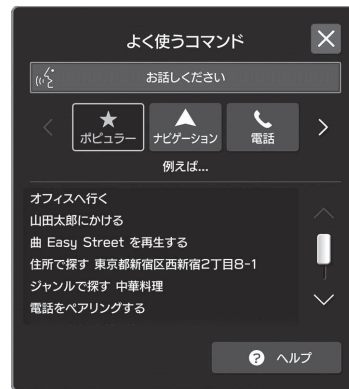 よく使うコマンド
お話しください
ポピュラー ナビゲーション 電話
例えば...
オフィスへ行く
山田太郎にかける
曲 Easy Street を再生する
住所で探す 東京都新宿区西新宿2丁目8-1
ジャンルで探す 中華料理
電話をペアリングする
? ヘルプ